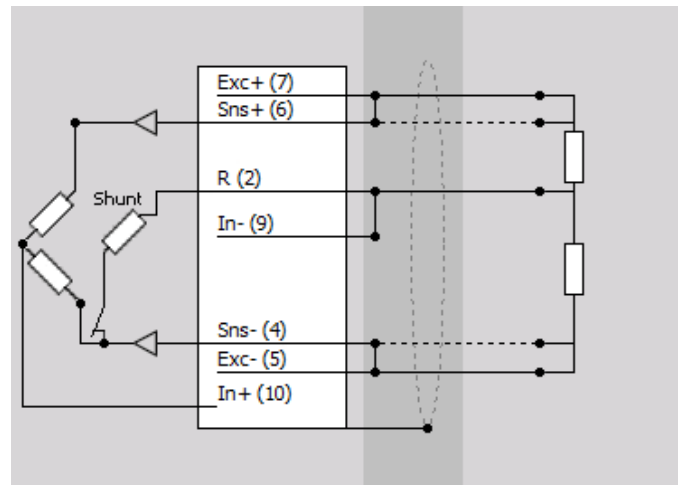 Exc+ (7)
Sns+ (6)
R (2)
Shunt
In- (9)
Sns- (4)
Exc- (5)
In+ (10)